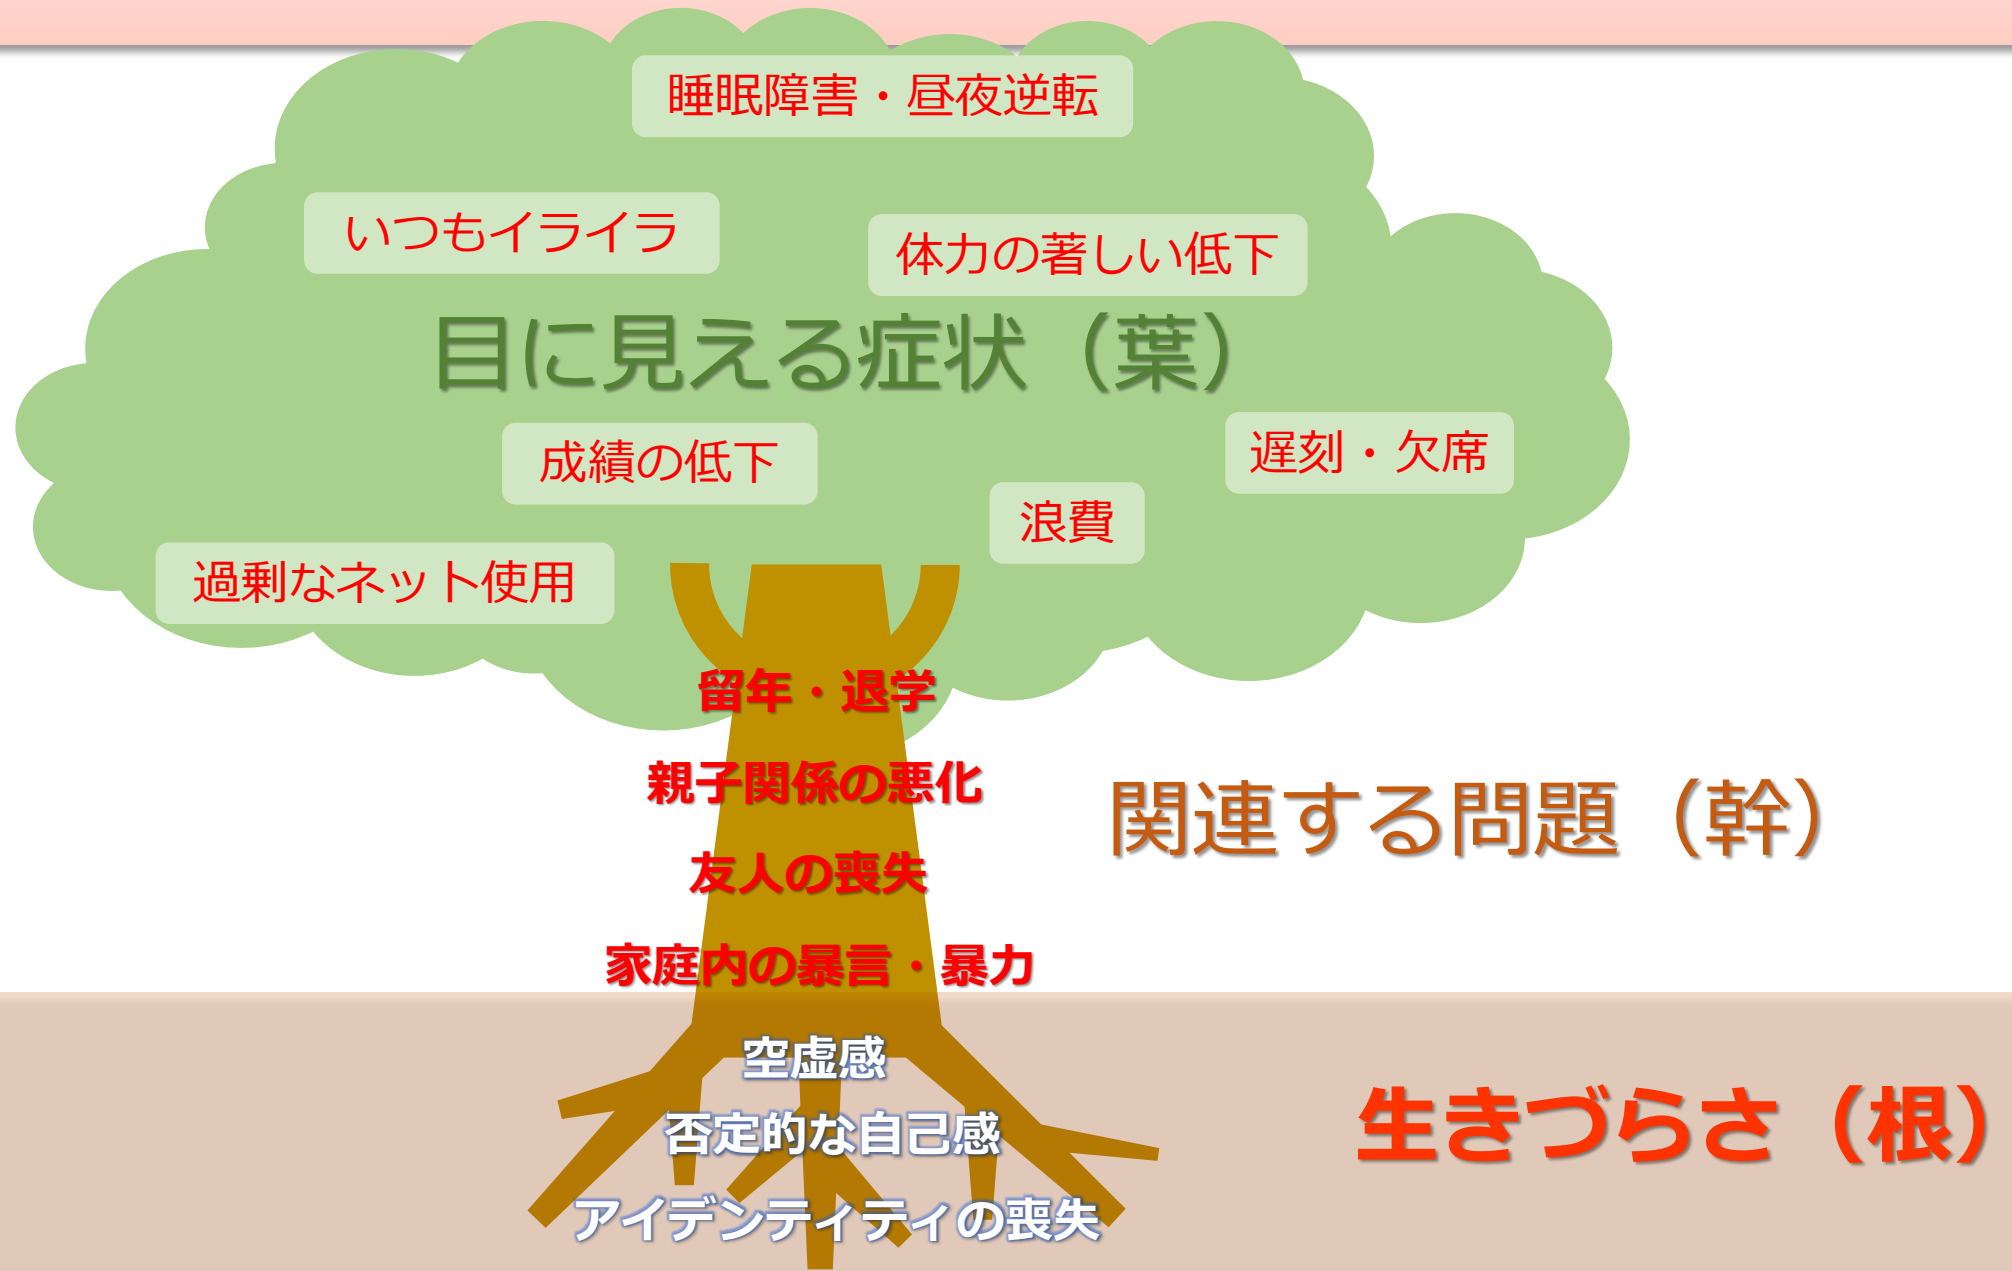 睡眠障害・昼夜逆転
いつもイライラ
体力の著しい低下
目に見える症状（葉）
成績の低下
遅刻・欠席
浪費
過剰なネット使用
留年・退学
親子関係の悪化
関連する問題（幹）
友人の喪失
家庭内の暴言・暴力
空虚感
否定的な自己感
生きづらさ（根）
アイデンティティの喪失